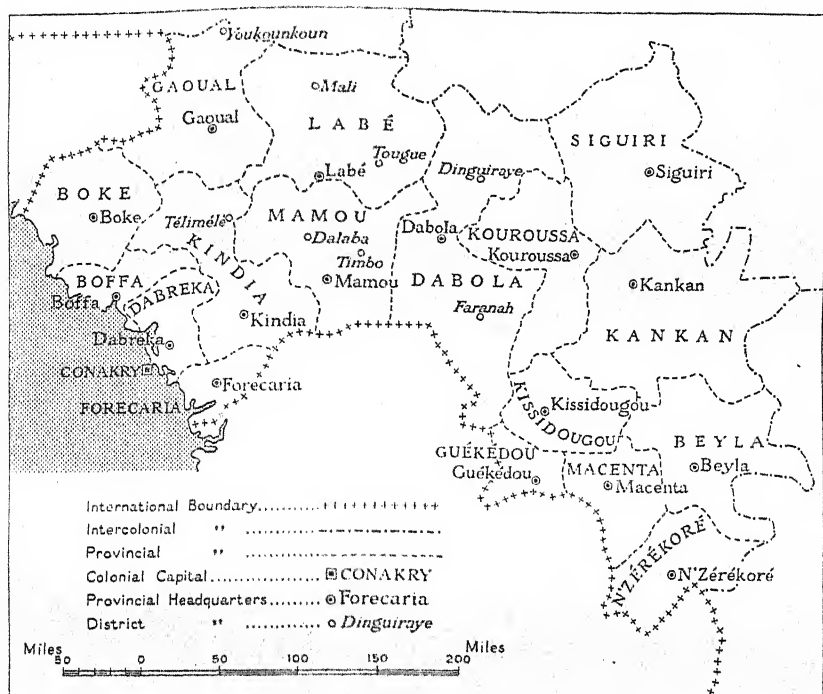 Youkounkoun
GAOUAL
Mali
Gaoual
LABÉ
SIGUIRI
Tougue
Dinguiraye
Labé
Siguiri
BOKE
Boke
Télimélé
MAMOU
Dalaba
Dabola
KOUROUSSA
Kouroussa
KINDIA
Timbo
BOFFA
Boffa
DABREKA
Mamou
DABOLA
Kankan
Kindia
Faranah
KANKAN
Dabreka
CONAKRY
Forecaria
FORECARIA
KISSIDOUGOU
Kissidougou
BEYLA
GUÉKÉDOU
Guékédou
MACENTA
Macenta
Beyla
N'ZÉRÉKORÉ
N'Zérékoré
International Boundary
Intercolonial "
Provincial "
Colonial Capital CONAKRY
Provincial Headquarters Forecaria
District " Dinguiraye
Miles Miles
50 0 50 100 150 200